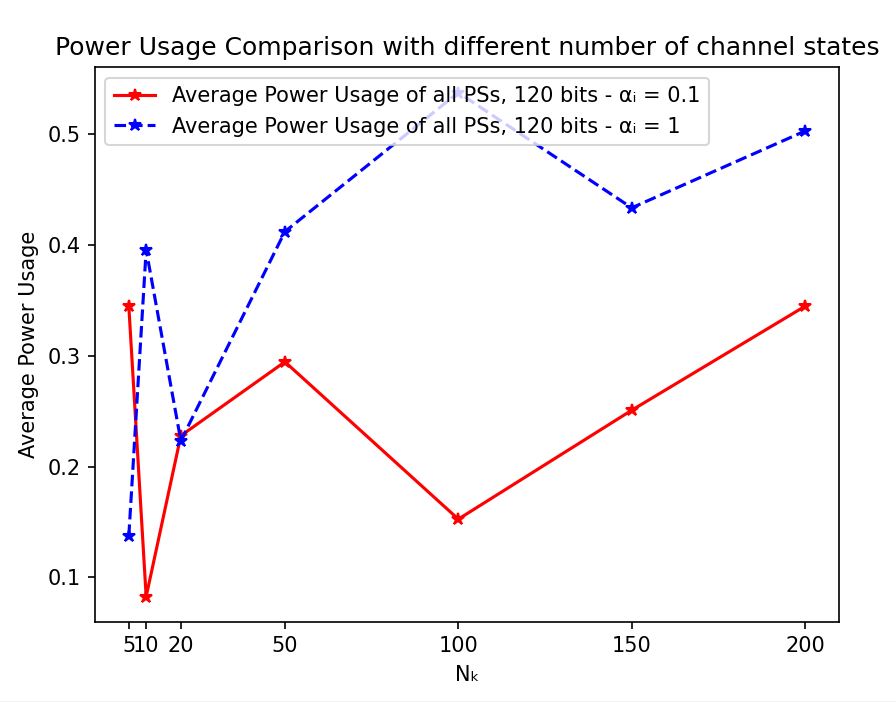 Power Usage Comparison with different number of channel states
Average Power Usage of all PSs, 120 bits - αᵢ = 0.1
Average Power Usage of all PSs, 120 bits - αᵢ = 1
Average Power Usage
0.5
0.4
0.3
0.2
0.1
5 10 20 50 100 150 200
Nₖ